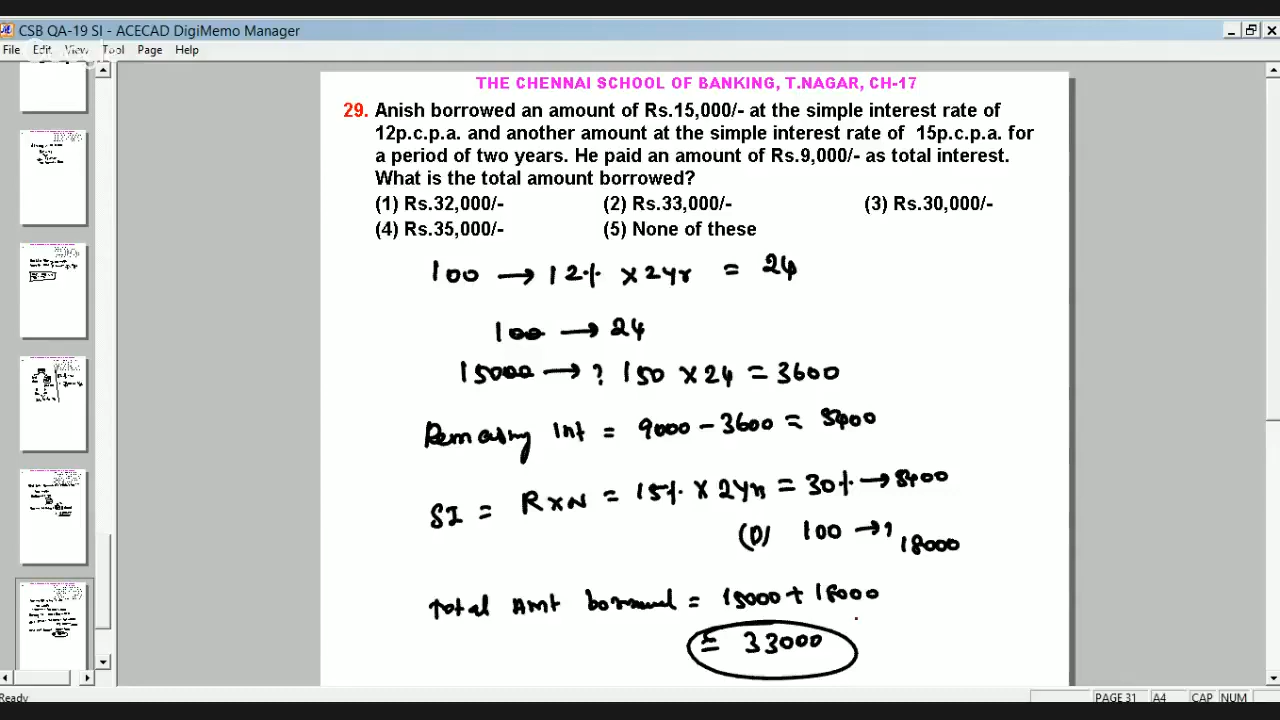 CSB QA-19 SI - ACECAD DigiMemo Manager
File Edit View Tool Page Help
THE CHENNAI SCHOOL OF BANKING, T.NAGAR, CH-17
29. Anish borrowed an amount of Rs.15,000/- at the simple interest rate of
12p.c.p.a. and another amount at the simple interest rate of 15p.c.p.a. for
a period of two years. He paid an amount of Rs.9,000/- as total interest.
What is the total amount borrowed?
(1) Rs.32,000/- (2) Rs.33,000/- (3) Rs.30,000/-
(4) Rs.35,000/- (5) None of these
100 → 12% × 2yr = 24
100 → 24
15000 → ? 150 × 24 = 3600
Remaining Int = 9000 - 3600 = 5400
SI = R×N = 15% × 2yr = 30% → 5400
100 → ?
18000
Total Amt borrowed = 15000 + 18000
= 33000
Ready PAGE 31 A4 CAP NUM